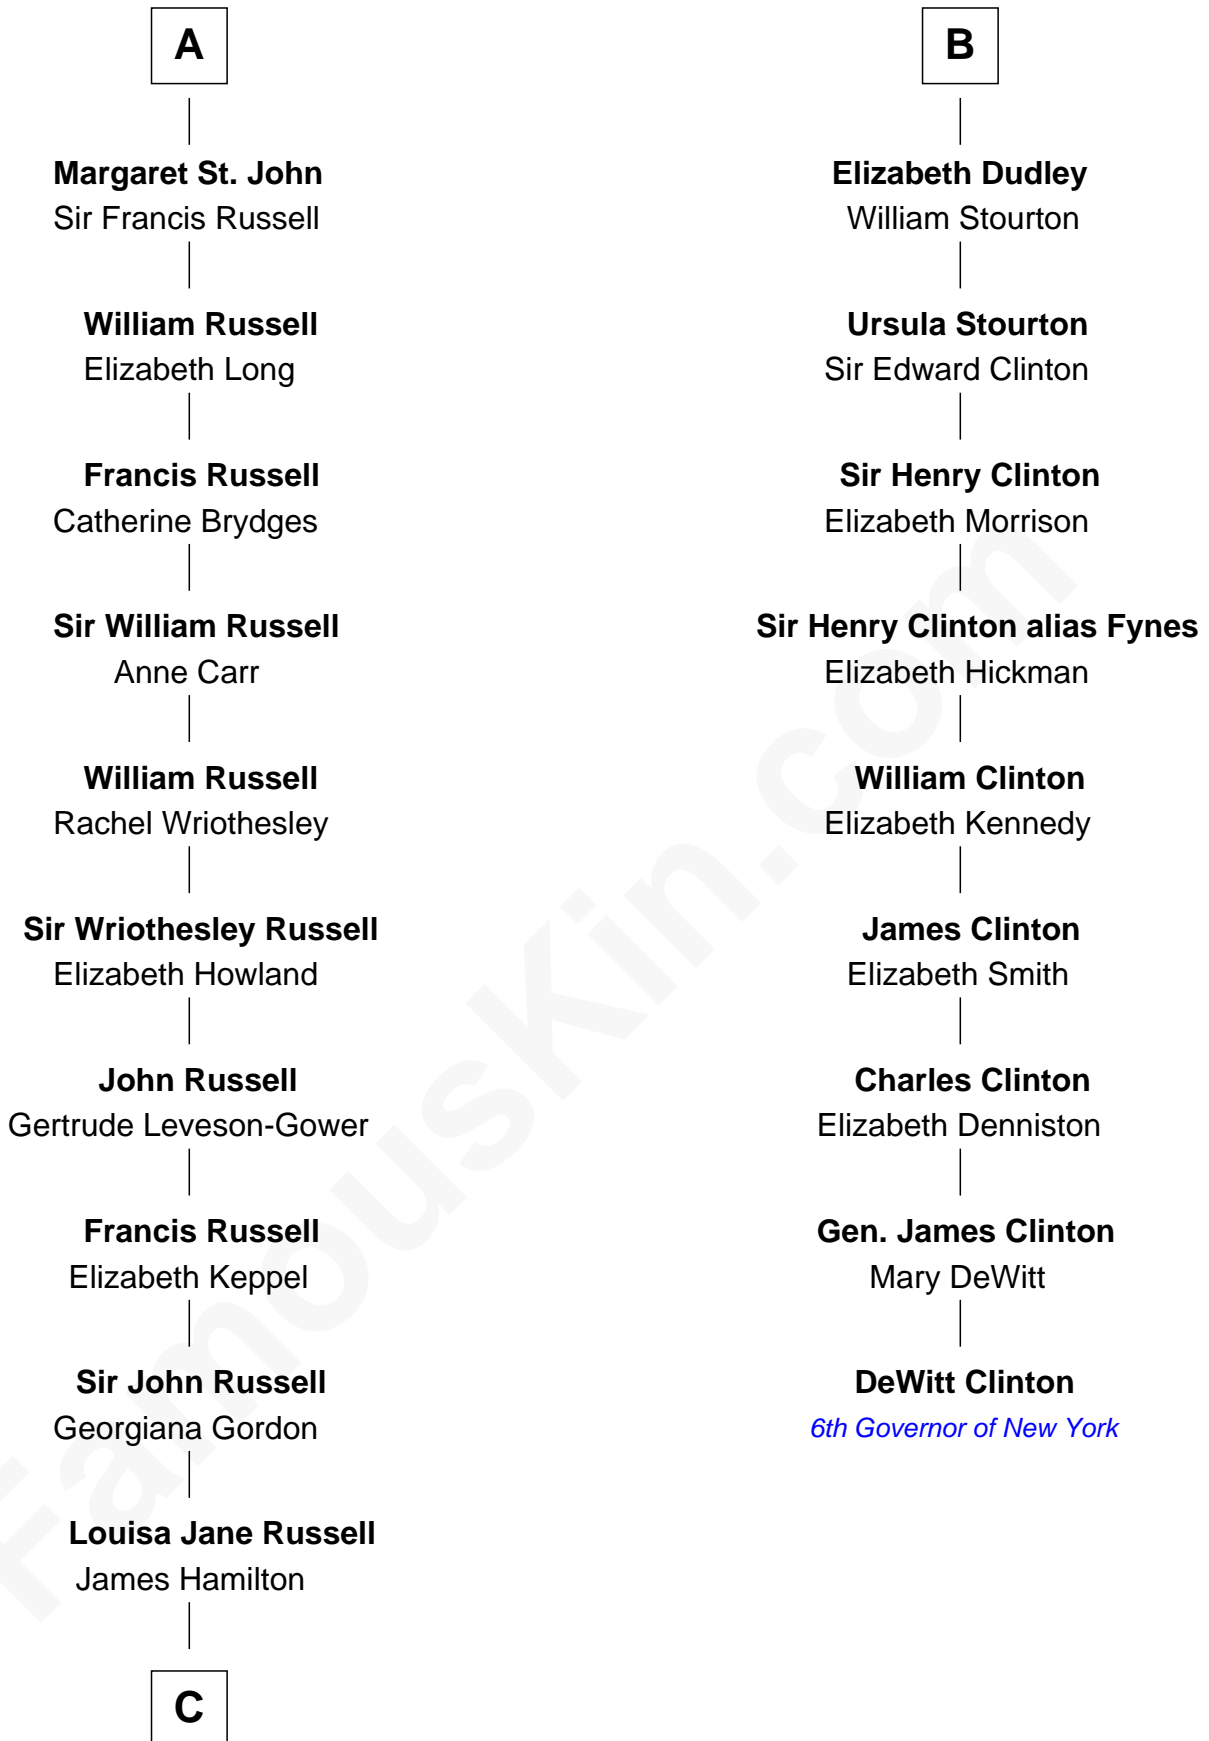 A
Margaret St. John
Sir Francis Russell
William Russell
Elizabeth Long
Francis Russell
Catherine Brydges
Sir William Russell
Anne Carr
William Russell
Rachel Wriothesley
Sir Wriothesley Russell
Elizabeth Howland
John Russell
Gertrude Leveson-Gower
Francis Russell
Elizabeth Keppel
Sir John Russell
Georgiana Gordon
Louisa Jane Russell
James Hamilton
C
B
Elizabeth Dudley
William Stourton
Ursula Stourton
Sir Edward Clinton
Sir Henry Clinton
Elizabeth Morrison
Sir Henry Clinton alias Fynes
Elizabeth Hickman
William Clinton
Elizabeth Kennedy
James Clinton
Elizabeth Smith
Charles Clinton
Elizabeth Denniston
Gen. James Clinton
Mary DeWitt
DeWitt Clinton
6th Governor of New York
FamousKin.com